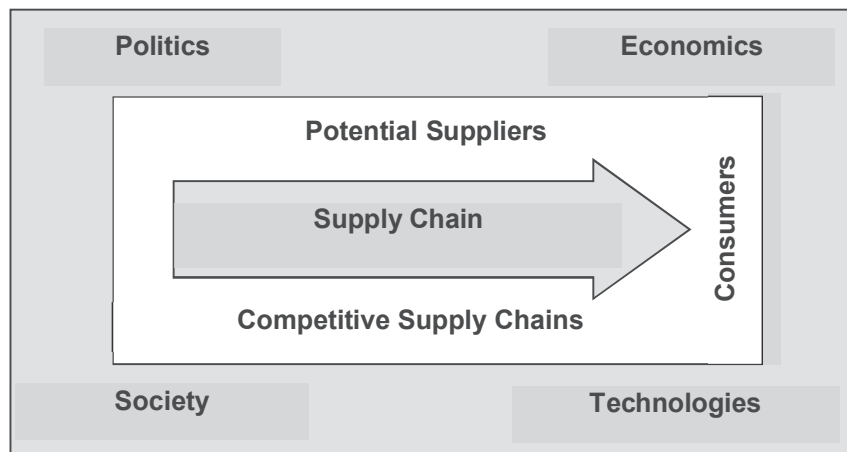 Politics
Economics
Potential Suppliers
Supply Chain
Consumers
Competitive Supply Chains
Society
Technologies